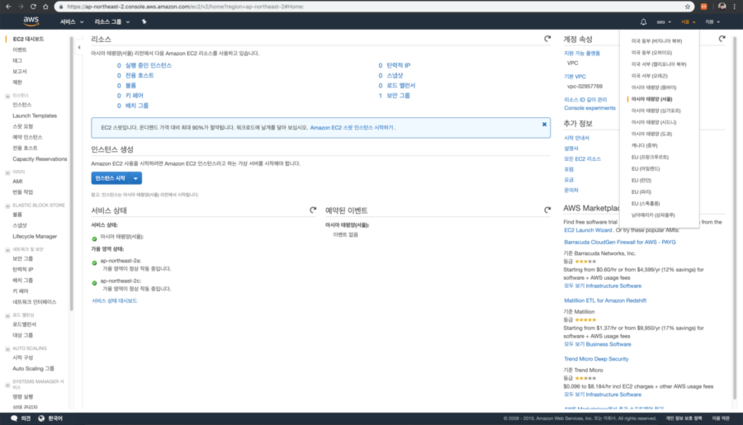 https://ap-northeast-2.console.aws.amazon.com/ec2/v2/home?region=ap-northeast-2#Home:
aws
서비스
리소스 그룹
aws
서울
지원
EC2 대시보드
이벤트
태그
보고서
제한
인스턴스
인스턴스
Launch Templates
스팟 요청
예약 인스턴스
전용 호스트
Capacity Reservations
이미지
AMI
번들 작업
ELASTIC BLOCK STORE
볼륨
스냅샷
Lifecycle Manager
네트워크 및 보안
보안 그룹
탄력적 IP
배치 그룹
키 페어
네트워크 인터페이스
로드 밸런싱
로드밸런서
대상 그룹
AUTO SCALING
시작 구성
Auto Scaling 그룹
SYSTEMS MANAGER 서비스
명령 실행
상태 관리자
리소스
아시아 태평양(서울) 리전에서 다음 Amazon EC2 리소스를 사용하고 있습니다.
0 실행 중인 인스턴스
0 탄력적 IP
0 전용 호스트
0 스냅샷
0 볼륨
0 로드 밸런서
0 키 페어
1 보안 그룹
0 배치 그룹
EC2 스팟입니다. 온디맨드 가격 대비 최대 90%가 절약됩니다. 워크로드에 날개를 달아 보십시오. Amazon EC2 스팟 인스턴스 시작하기.
인스턴스 생성
Amazon EC2 사용을 시작하려면 Amazon EC2 인스턴스라고 하는 가상 서버를 시작해야 합니다.
인스턴스 시작
참고: 인스턴스는 아시아 태평양(서울) 리전에서 시작됩니다.
서비스 상태
서비스 상태:
아시아 태평양(서울):
가용 영역 상태:
ap-northeast-2a:
가용 영역이 정상 작동 중입니다.
ap-northeast-2c:
가용 영역이 정상 작동 중입니다.
서비스 상태 대시보드
예약된 이벤트
아시아 태평양(서울):
이벤트 없음
계정 속성
지원 가능 플랫폼
VPC
기본 VPC
vpc-02957789
리소스 ID 길이 관리
Console experiments
추가 정보
시작 안내서
설명서
모든 EC2 리소스
포럼
요금
문의처
AWS Marketplac
Find free software trial
from the
EC2 Launch Wizard. Or try these popular AMIs:
Barracuda CloudGen Firewall for AWS - PAYG
기준 Barracuda Networks, Inc.
등급
Starting from $0.60/hr or from $4,599/yr (12% savings) for
software + AWS usage fees
모두 보기 Infrastructure Software
Matillion ETL for Amazon Redshift
기준 Matillion
등급
Starting from $1.37/hr or from $9,950/yr (17% savings) for
software + AWS usage fees
모두 보기 Business Software
Trend Micro Deep Security
기준 Trend Micro
등급
$0.096 to $8,184/hr incl EC2 charges + other AWS usage fees
모두 보기 Infrastructure Software
미국 동부 (버지니아 북부)
미국 동부 (오하이오)
미국 서부 (캘리포니아 북부)
미국 서부 (오레곤)
아시아 태평양 (뭄바이)
아시아 태평양 (서울)
아시아 태평양 (싱가포르)
아시아 태평양 (시드니)
아시아 태평양 (도쿄)
캐나다 (중부)
EU (프랑크푸르트)
EU (아일랜드)
EU (런던)
EU (파리)
EU (스톡홀름)
남아메리카 (상파울루)
의견
한국어
© 2008 - 2019, Amazon Web Services, Inc. 또는 계열사. All rights reserved.
개인 정보 보호 정책
이용 약관